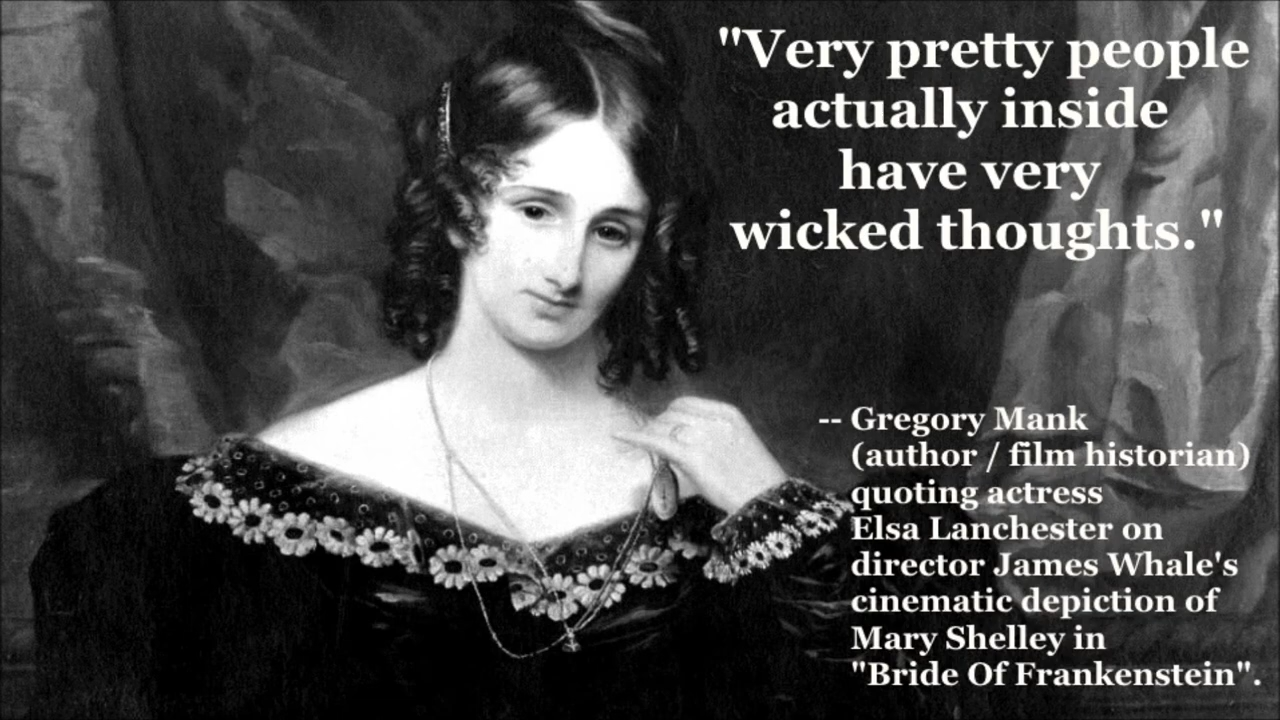 "Very pretty people
actually inside
have very
wicked thoughts."
-- Gregory Mank
(author / film historian)
quoting actress
Elsa Lanchester on
director James Whale's
cinematic depiction of
Mary Shelley in
"Bride Of Frankenstein".